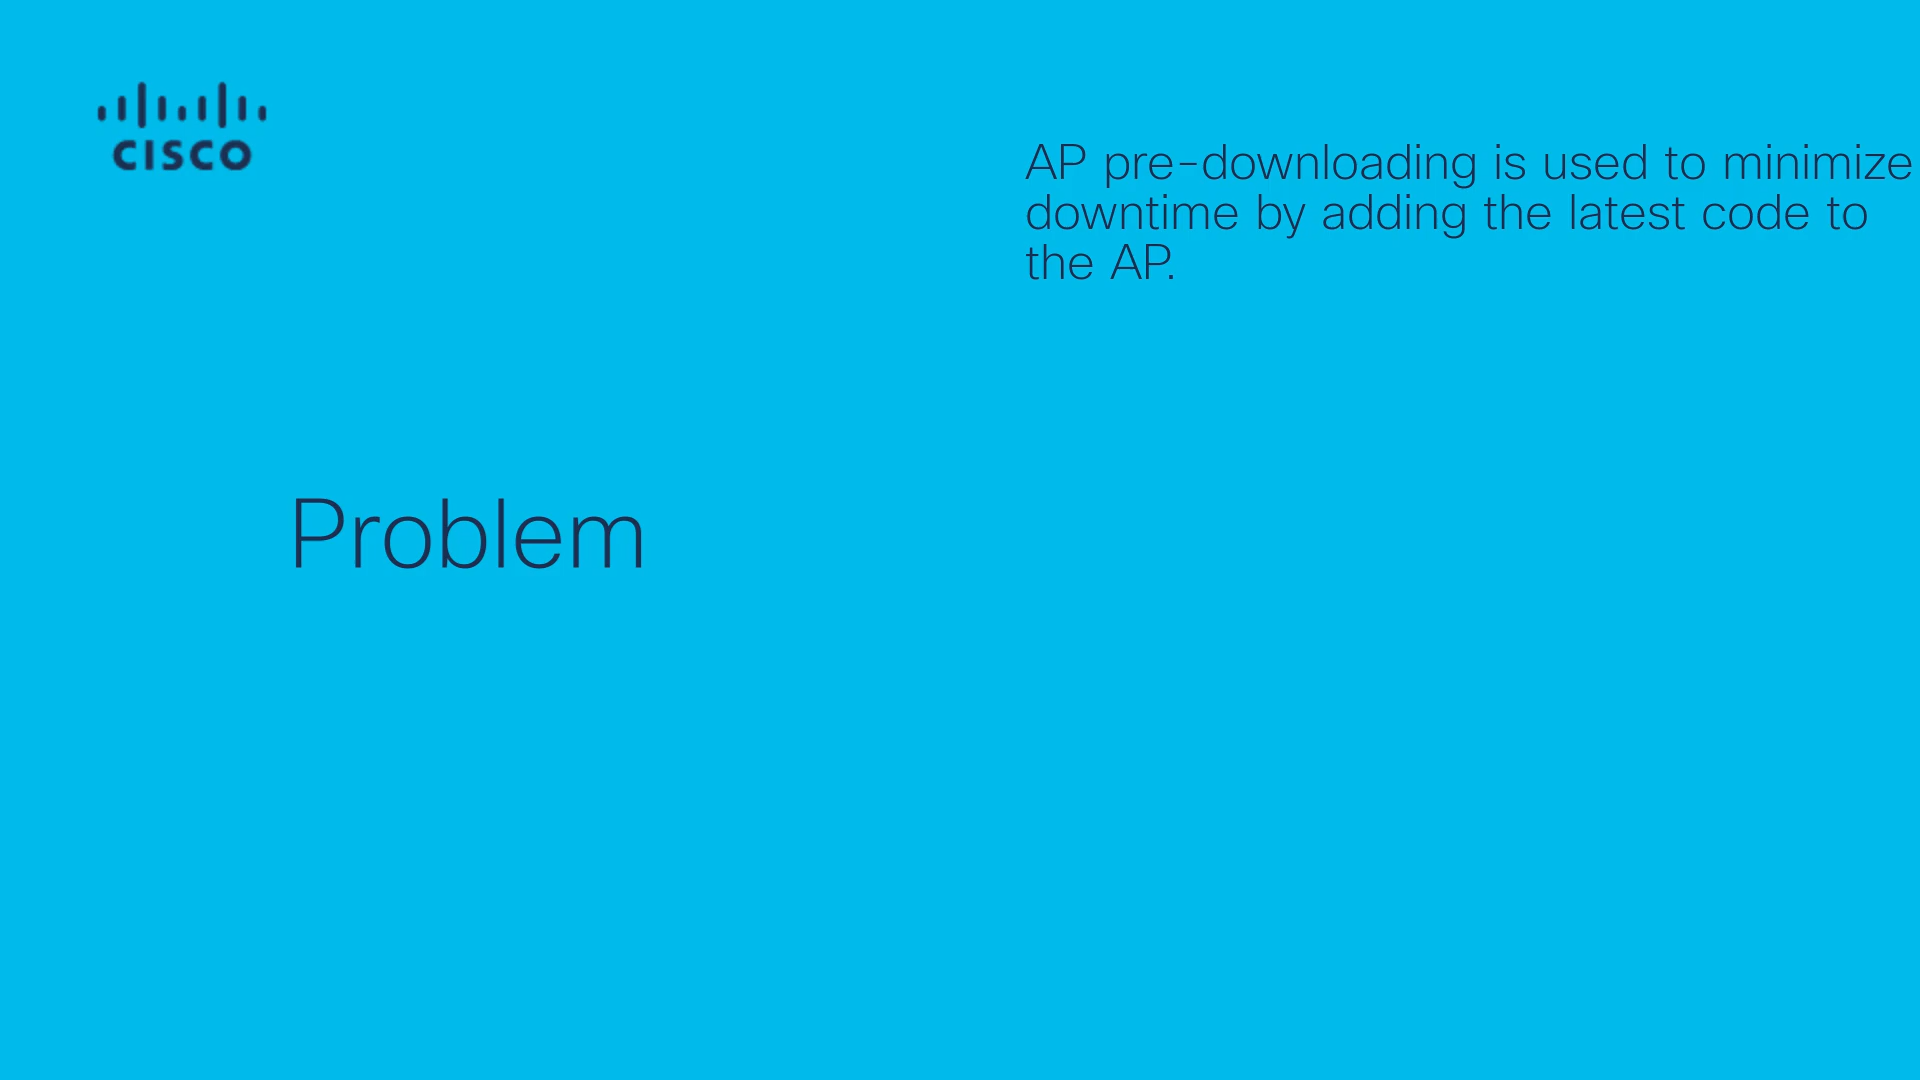 CISCO
AP pre-downloading is used to minimize
downtime by adding the latest code to
the AP.
Problem